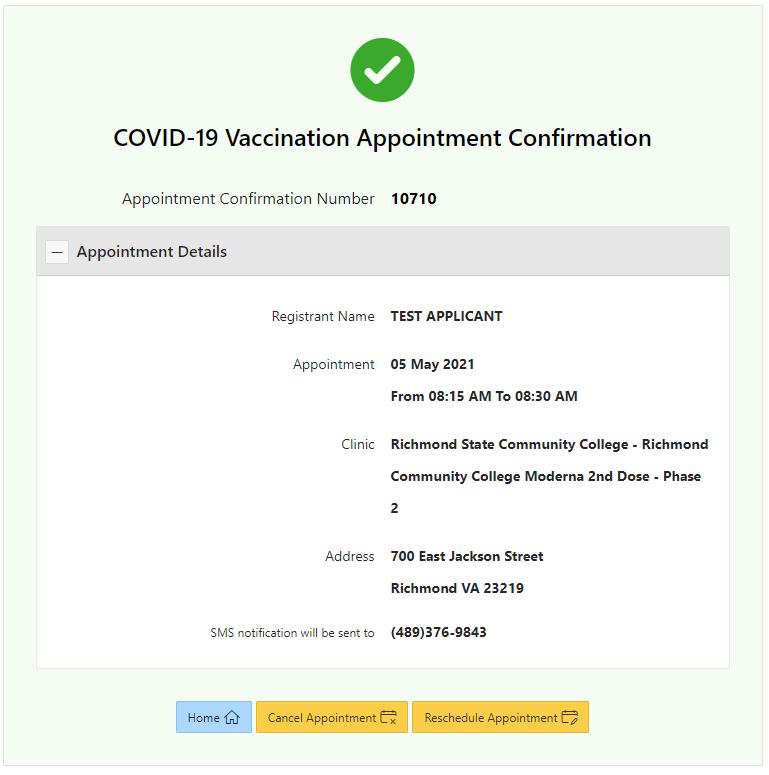 COVID-19 Vaccination Appointment Confirmation
Appointment Confirmation Number 10710
Appointment Details
Registrant Name TEST APPLICANT
Appointment 05 May 2021
From 08:15 AM To 08:30 AM
Clinic Richmond State Community College - Richmond
Community College Moderna 2nd Dose - Phase
2
Address 700 East Jackson Street
Richmond VA 23219
SMS notification will be sent to (489)376-9843
Home Cancel Appointment Reschedule Appointment